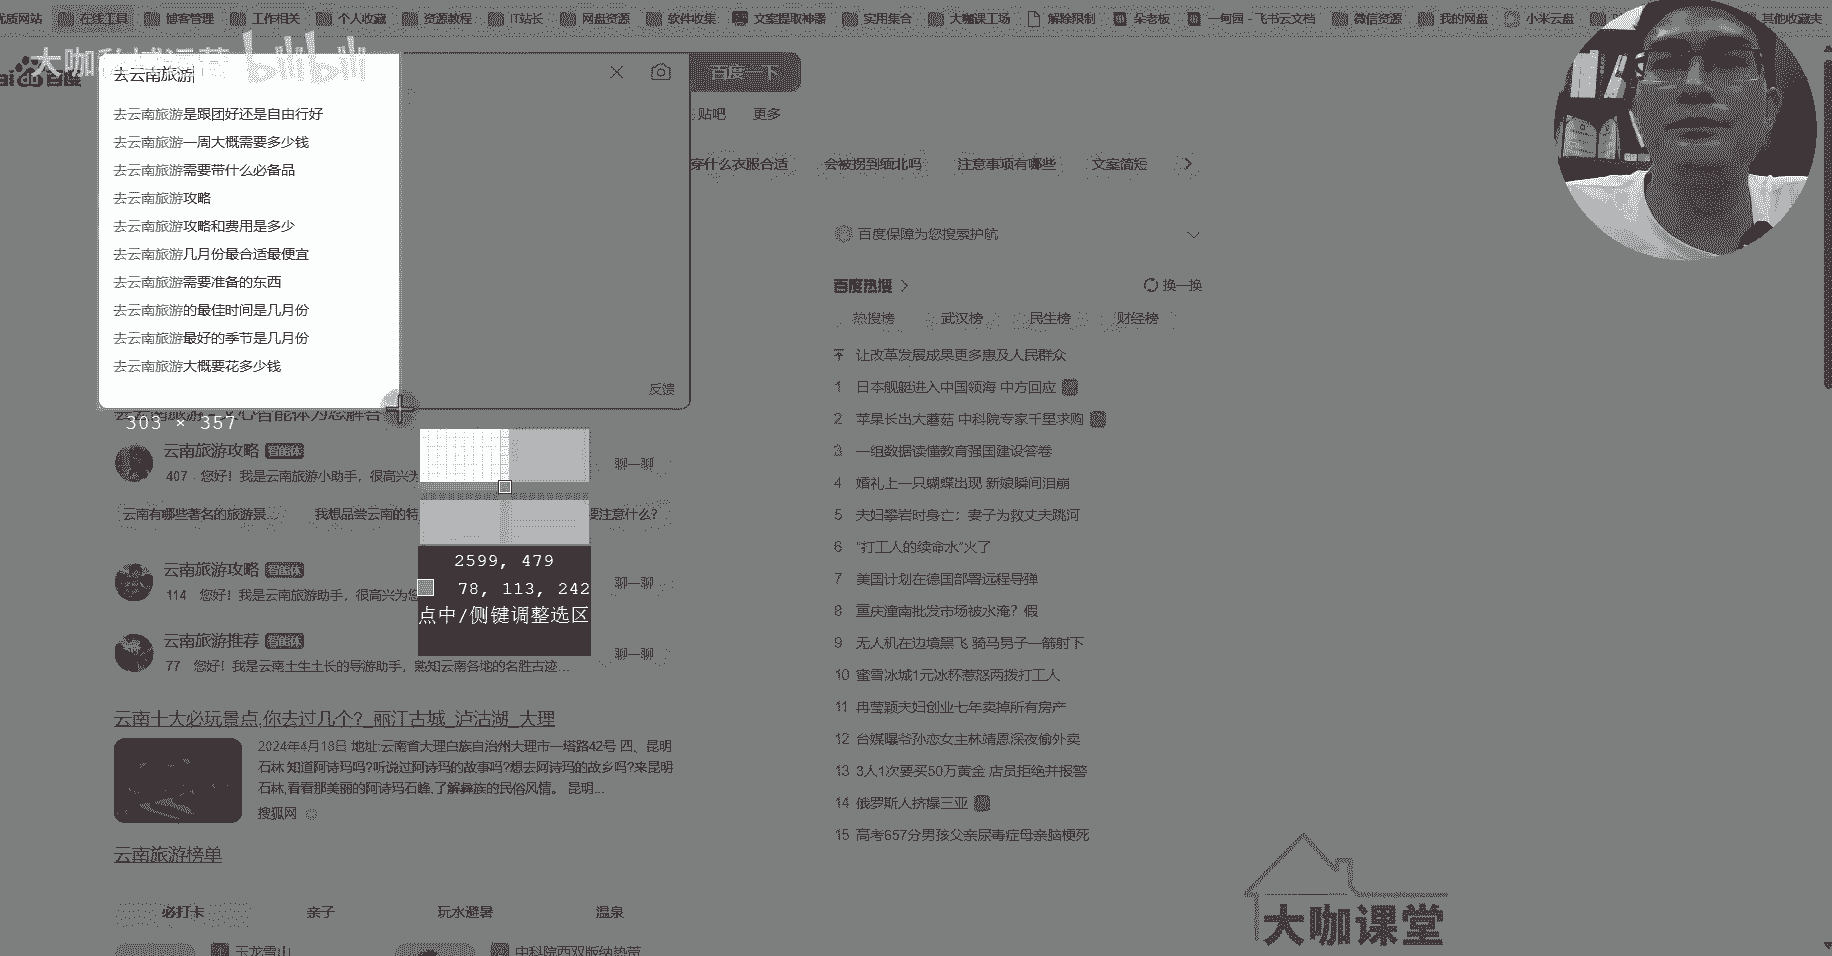 优质网站 在线工具 博客管理 工作相关 个人收藏 资源教程 IT站长 网盘资源 软件收集 文案提取神器 实用集合 大咖课工场 解除限制 朵老板 一甸园 - 飞书云文档 微信资源 我的网盘 小米云盘 其他收藏夹
大咖私域运营 bilibili
百度
去云南旅游
百度一下
贴吧 更多
去云南旅游是跟团好还是自由行好
去云南旅游一周大概需要多少钱
去云南旅游需要带什么必备品
去云南旅游攻略
去云南旅游攻略和费用是多少
去云南旅游几月份最合适最便宜
去云南旅游需要准备的东西
去云南旅游的最佳时间是几月份
去云南旅游最好的季节是几月份
去云南旅游大概要花多少钱
反馈
穿什么衣服合适 会被拐到缅北吗 注意事项有哪些 文案简短
303 × 357
云南旅游攻略 智能体
407 您好！我是云南旅游小助手，很高兴为
聊一聊
云南有哪些著名的旅游景... 我想品尝云南的特 要注意什么?
2599, 479
78, 113, 242
点中/侧键调整选区
云南旅游攻略 智能体
114 您好！我是云南旅游助手，很高兴为您
聊一聊
云南旅游推荐 智能体
77 您好！我是云南土生土长的导游助手，熟知云南各地的名胜古迹...
聊一聊
云南十大必玩景点,你去过几个?_丽江古城_泸沽湖_大理
2024年4月18日 地址:云南省大理白族自治州大理市一塔路42号 四、昆明
石林 知道阿诗玛吗?听说过阿诗玛的故事吗?想去阿诗玛的故乡吗?来昆明
石林,看看那美丽的阿诗玛石峰,了解彝族的民俗风情。 昆明...
搜狐网
云南旅游榜单
必打卡 亲子 玩水避暑 温泉
玉龙雪山
百度保障为您搜索护航
百度热搜 换一换
热搜榜 武汉榜 民生榜 财经榜
让改革发展成果更多惠及人民群众
1 日本舰艇进入中国领海 中方回应
2 苹果长出大蘑菇 中科院专家千里求购
3 一组数据读懂教育强国建设答卷
4 婚礼上一只蝴蝶出现 新娘瞬间泪崩
5 夫妇攀岩时身亡：妻子为救丈夫跳河
6 “打工人的续命水”火了
7 美国计划在德国部署远程导弹
8 重庆潼南批发市场被水淹？假
9 无人机在边境黑飞 骑马男子一箭射下
10 蜜雪冰城1元冰杯惹怒两拨打工人
11 冉莹颖夫妇创业七年卖掉所有房产
12 台媒曝爷孙恋女主林靖恩深夜偷外卖
13 3人1次要买50万黄金 店员拒绝并报警
14 俄罗斯人挤爆三亚
15 高考657分男孩父亲尿毒症母亲脑梗死
大咖课堂